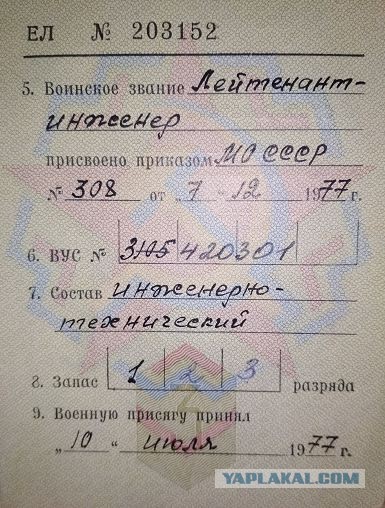 ЕЛ № 203152
5. Воинское звание Лейтенант-
инженер
присвоено приказом МО СССР
№ 308 от „7 - 12 1977 г.
6. ВУС № 3105 420301
7. Состав инженерно-
технический
8. Запас 1 2 3 разряда
9. Военную присягу принял
„10“ июля 1977 г.
YAPLAKAL.COM